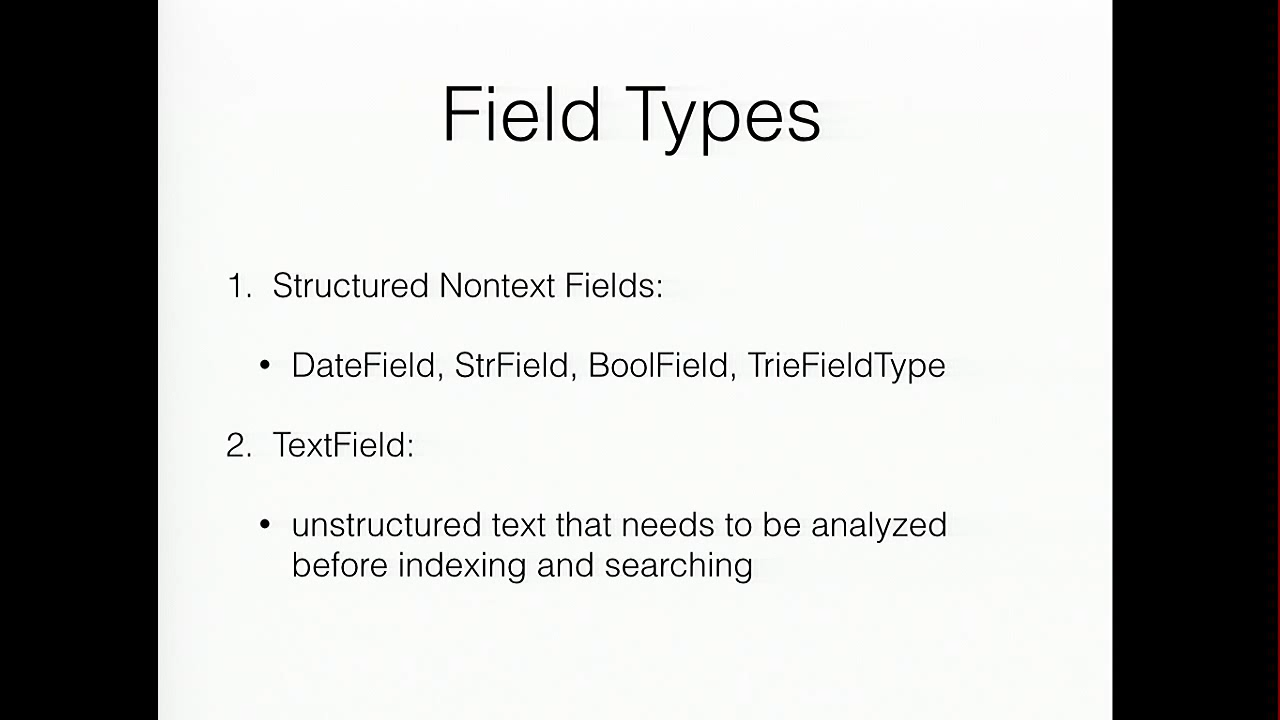 Field Types
1. Structured Nontext Fields:
• DateField, StrField, BoolField, TrieFieldType
2. TextField:
• unstructured text that needs to be analyzed
before indexing and searching